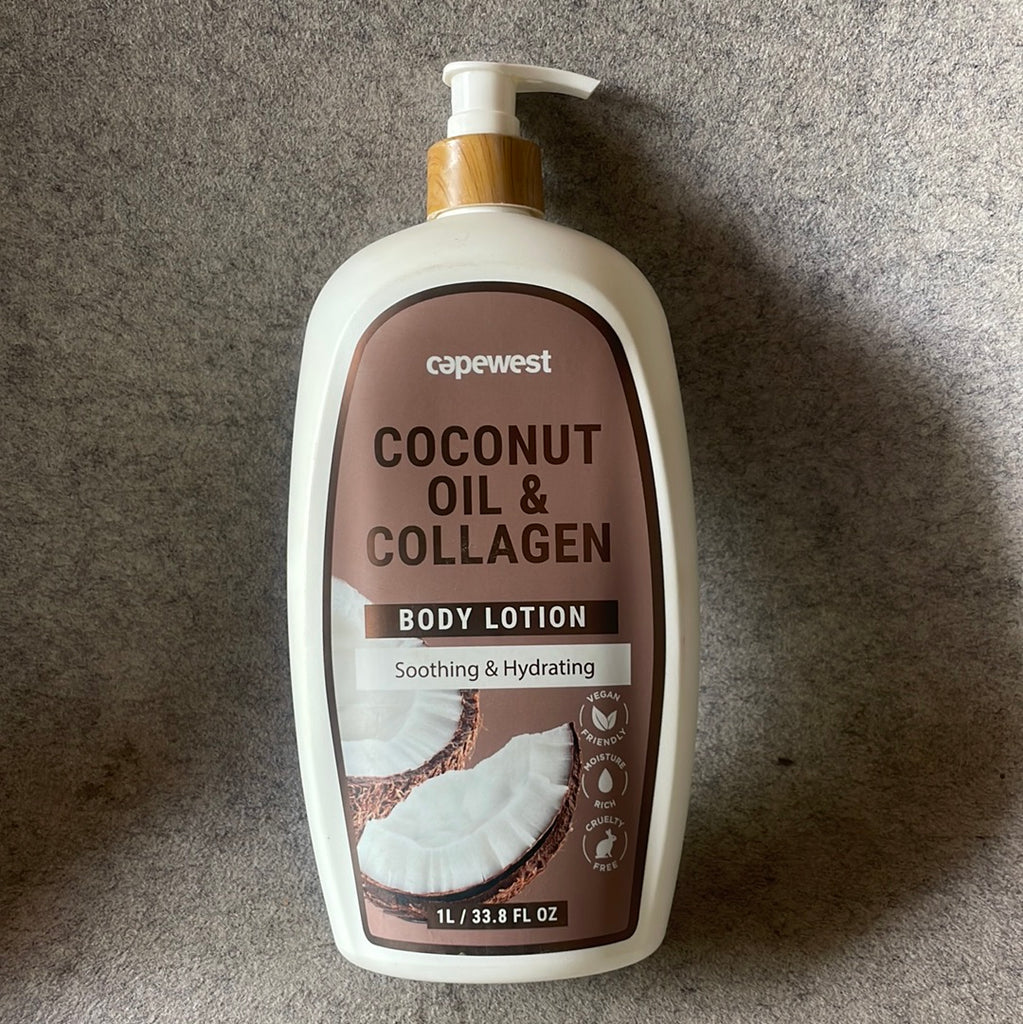 capewest
COCONUT
OIL &
COLLAGEN
BODY LOTION
Soothing & Hydrating
VEGAN
FRIENDLY
MOISTURE
RICH
CRUELTY
FREE
1L / 33.8 FL OZ